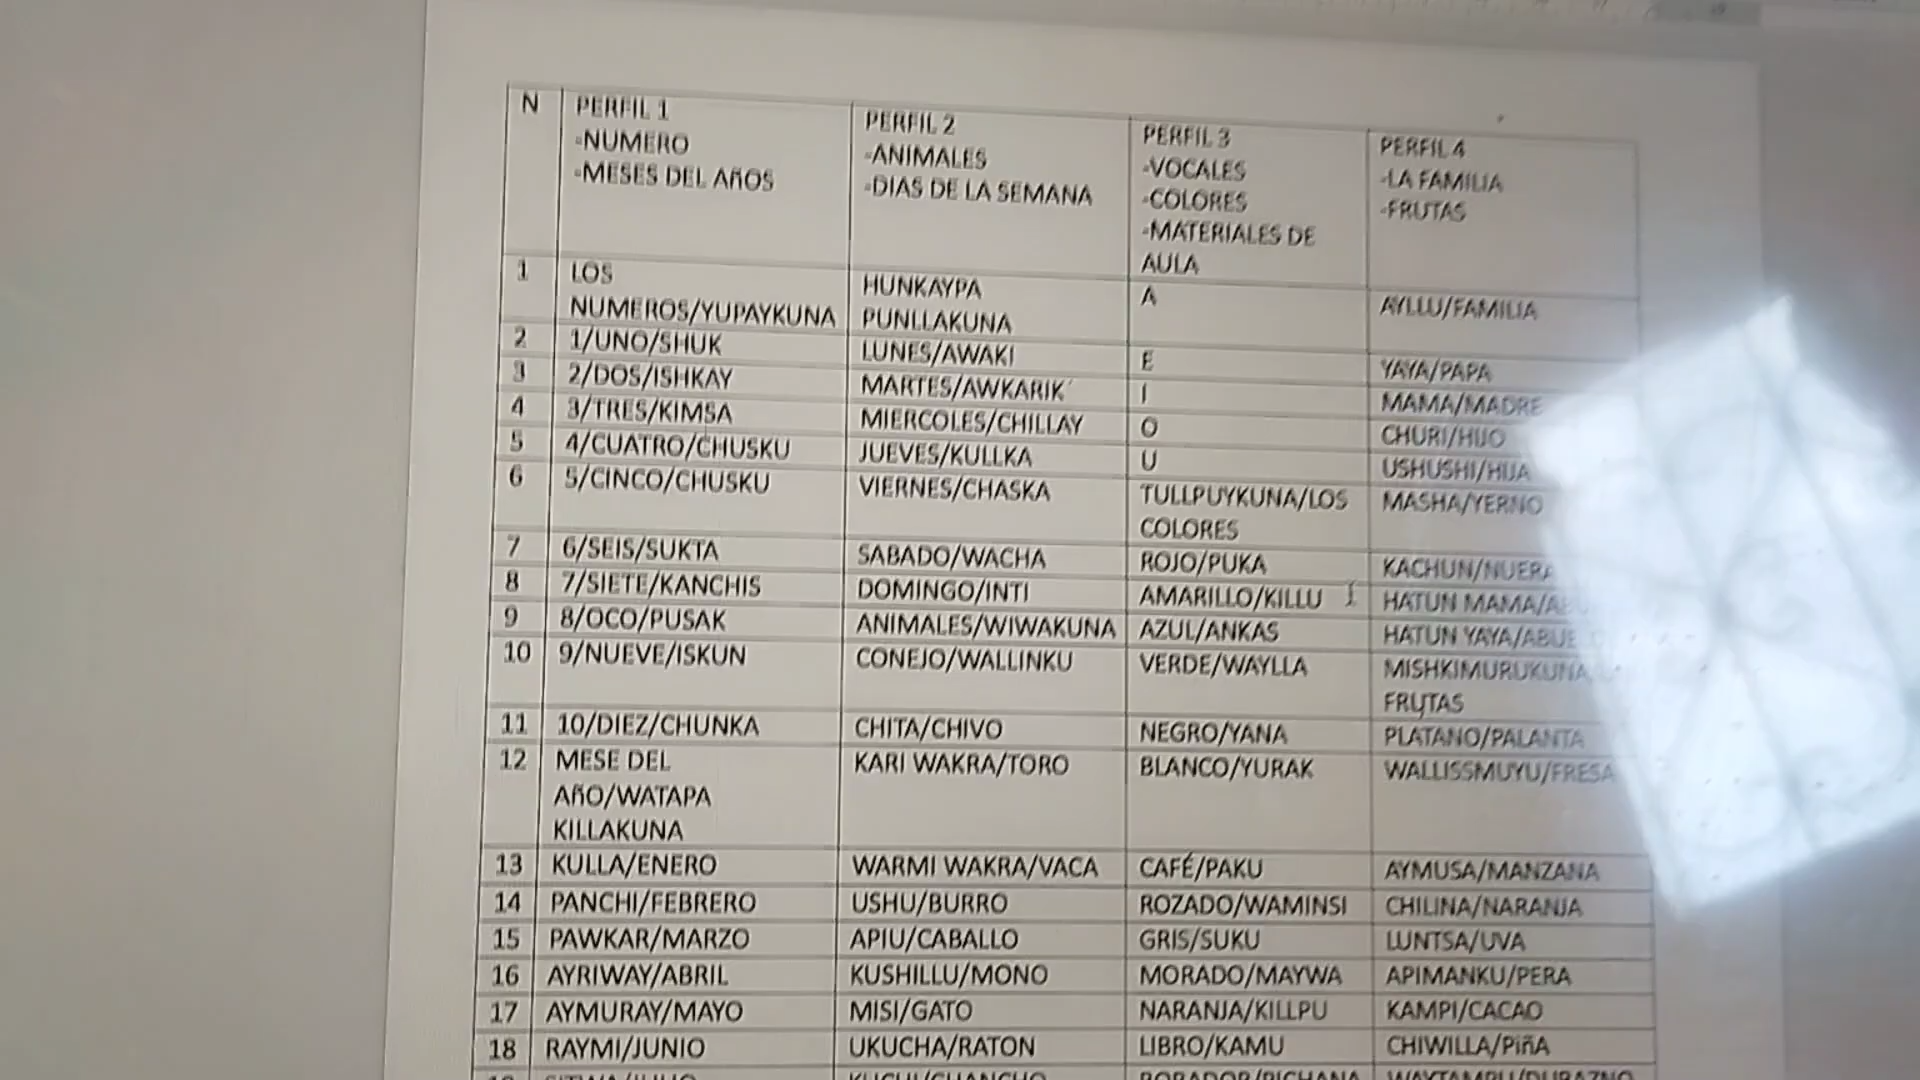 N
PERFIL 1
-NUMERO
-MESES DEL AñOS
PERFIL 2
-ANIMALES
-DIAS DE LA SEMANA
PERFIL 3
-VOCALES
-COLORES
-MATERIALES DE
AULA
PERFIL 4
-LA FAMILIA
-FRUTAS
1
LOS
NUMEROS/YUPAYKUNA
HUNKAYPA
PUNLLAKUNA
A
AYLLU/FAMILIA
2
1/UNO/SHUK
LUNES/AWAKI
E
YAYA/PAPA
3
2/DOS/ISHKAY
MARTES/AWKARIK
I
MAMA/MADRE
4
3/TRES/KIMSA
MIERCOLES/CHILLAY
O
CHURI/HIJO
5
4/CUATRO/CHUSKU
JUEVES/KULLKA
U
USHUSHI/HIJA
6
5/CINCO/CHUSKU
VIERNES/CHASKA
TULLPUYKUNA/LOS
COLORES
MASHA/YERNO
7
6/SEIS/SUKTA
SABADO/WACHA
ROJO/PUKA
KACHUN/NUERA
8
7/SIETE/KANCHIS
DOMINGO/INTI
AMARILLO/KILLU
HATUN MAMA/
9
8/OCO/PUSAK
ANIMALES/WIWAKUNA
AZUL/ANKAS
HATUN YAYA/
10
9/NUEVE/ISKUN
CONEJO/WALLINKU
VERDE/WAYLLA
MISHKIMURUKUNA
FRUTAS
11
10/DIEZ/CHUNKA
CHITA/CHIVO
NEGRO/YANA
PLATANO/PALANTA
12
MESE DEL
AñO/WATAPA
KILLAKUNA
KARI WAKRA/TORO
BLANCO/YURAK
WALLISSMUYU/FRESA
13
KULLA/ENERO
WARMI WAKRA/VACA
CAFÉ/PAKU
AYMUSA/MANZANA
14
PANCHI/FEBRERO
USHU/BURRO
ROZADO/WAMINSI
CHILINA/NARANJA
15
PAWKAR/MARZO
APIU/CABALLO
GRIS/SUKU
LUNTSA/UVA
16
AYRIWAY/ABRIL
KUSHILLU/MONO
MORADO/MAYWA
APIMANKU/PERA
17
AYMURAY/MAYO
MISI/GATO
NARANJA/KILLPU
KAMPI/CACAO
18
RAYMI/JUNIO
UKUCHA/RATON
LIBRO/KAMU
CHIWILLA/PiñA